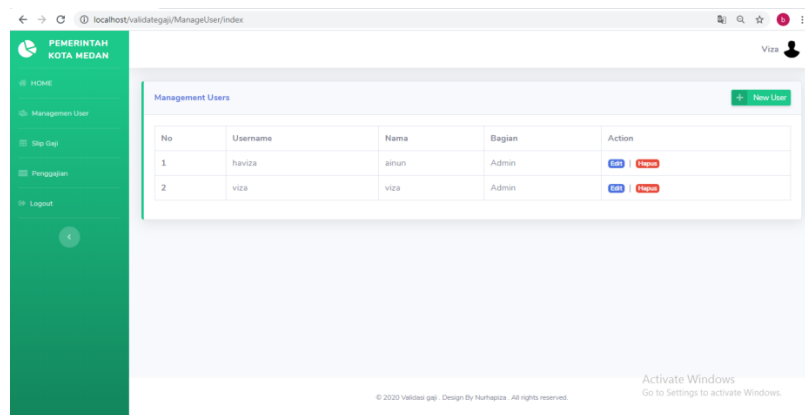 localhost/validategaji/ManageUser/index
b
PEMERINTAH
KOTA MEDAN
Viza
HOME
Managemen User
Slip Gaji
Penggajian
Logout
Management Users
+ New User
No Username Nama Bagian Action
1 haviza ainun Admin Edit | Hapus
2 viza viza Admin Edit | Hapus
Activate Windows
Go to Settings to activate Windows.
© 2020 Validasi gaji . Design By Nurhapiza . All rights reserved.